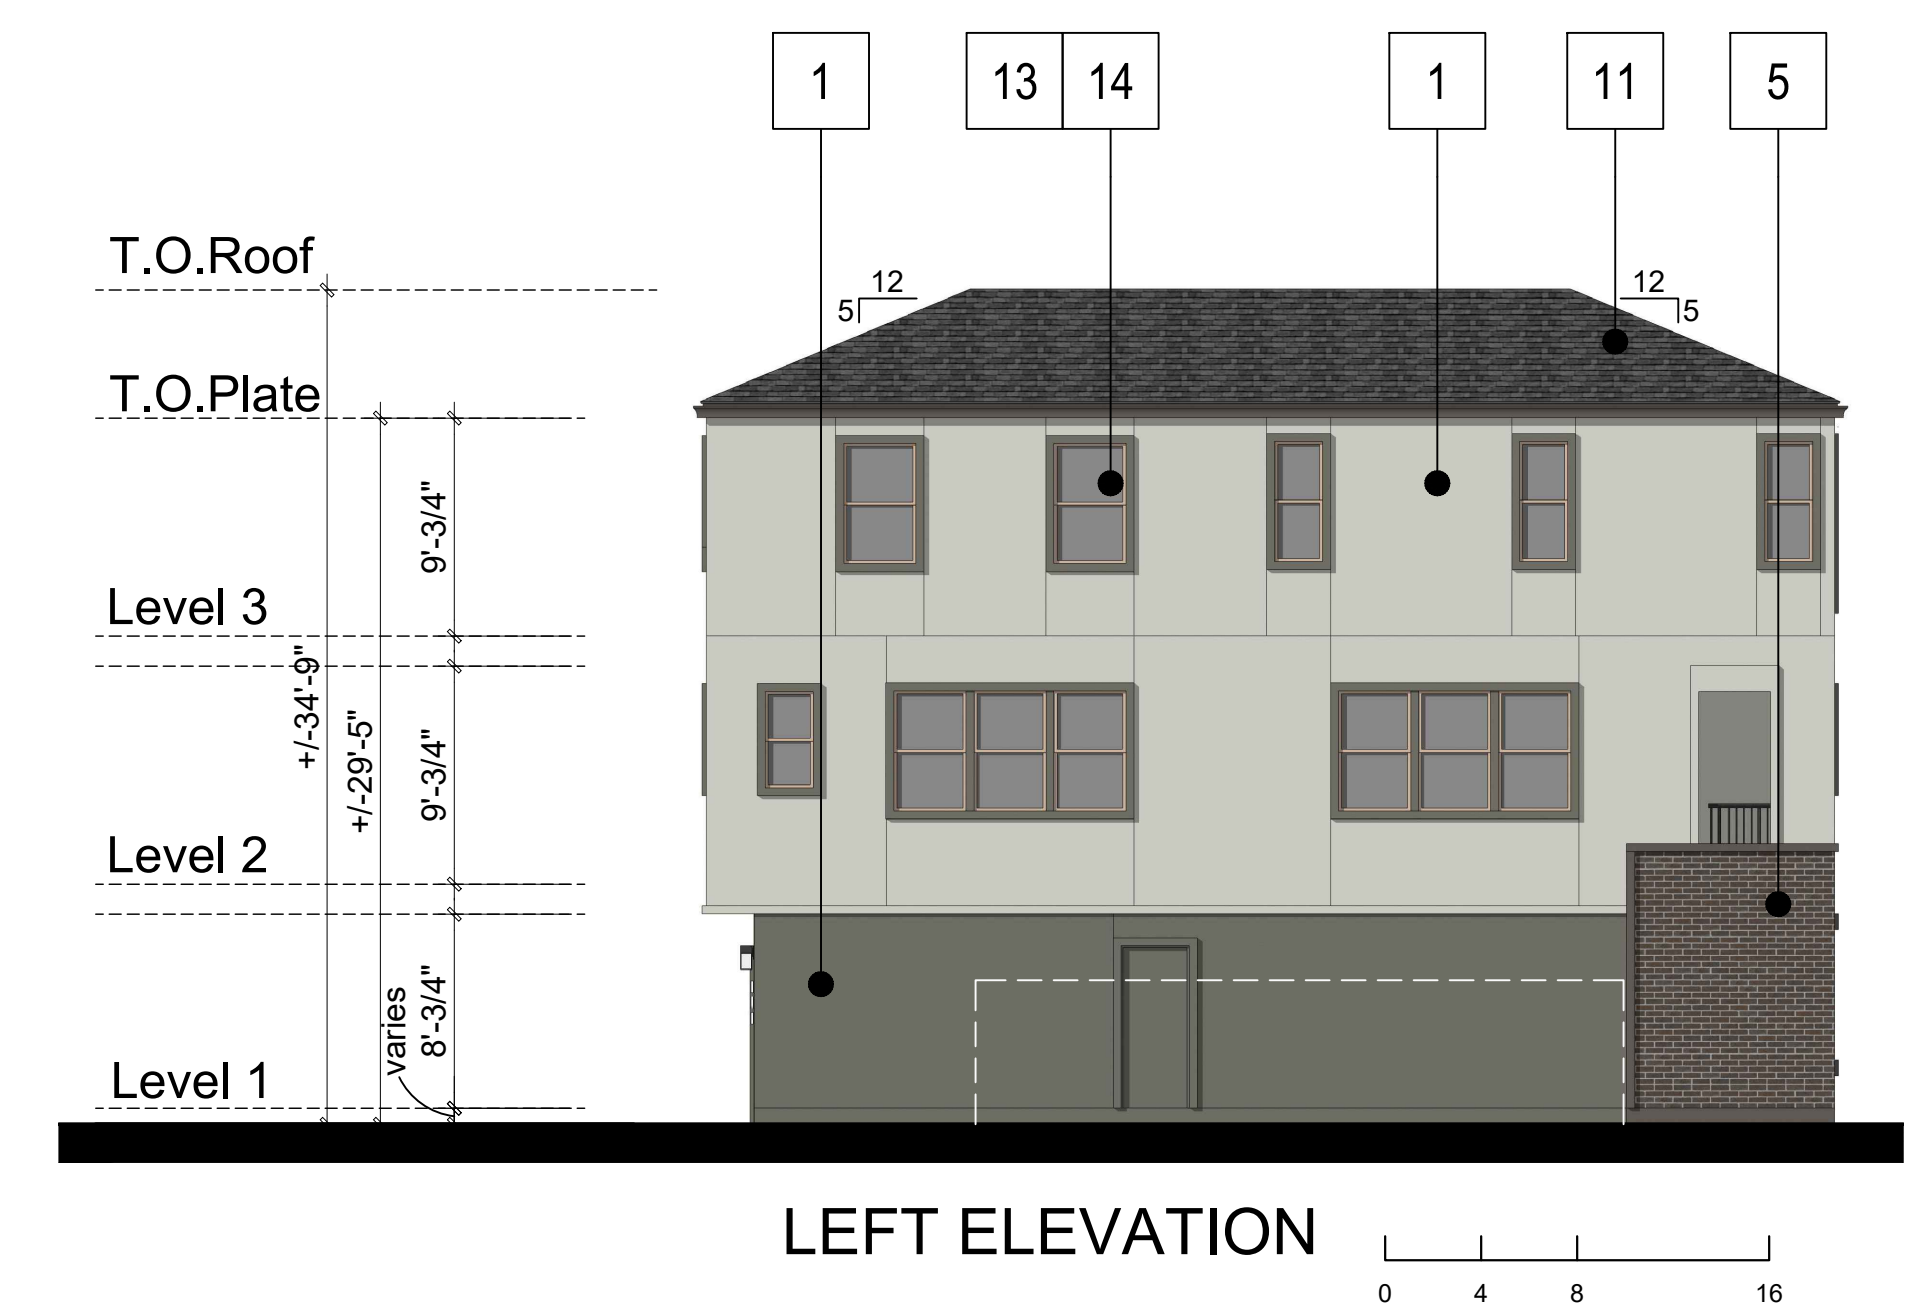 1
13 14
1
11
5
T.O.Roof
12
5
12
5
T.O.Plate
9'-3/4"
Level 3
+/-34'-9"
+/-29'-5"
9'-3/4"
Level 2
varies
8'-3/4"
Level 1
LEFT ELEVATION
0 4 8 16